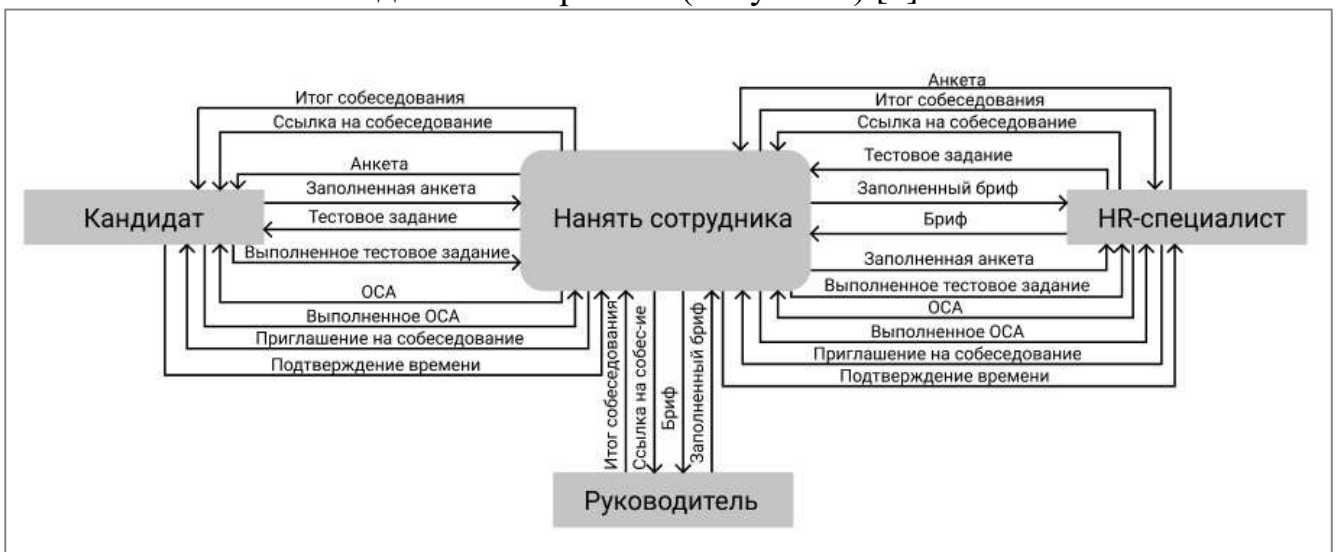 Анкета
Итог собеседования
Итог собеседования
Ссылка на собеседование
Ссылка на собеседование
Тестовое задание
Анкета
Заполненная анкета
Заполненный бриф
Кандидат
Тестовое задание
Нанять сотрудника
Бриф
HR-специалист
Выполненное тестовое задание
Заполненная анкета
Выполненное тестовое задание
ОСА
ОСА
Выполненное ОСА
Выполненное ОСА
Приглашение на собеседование
Приглашение на собеседование
Подтверждение времени
Подтверждение времени
Итог собеседования
Ссылка на собес-ие
Бриф
Заполненный бриф
Руководитель